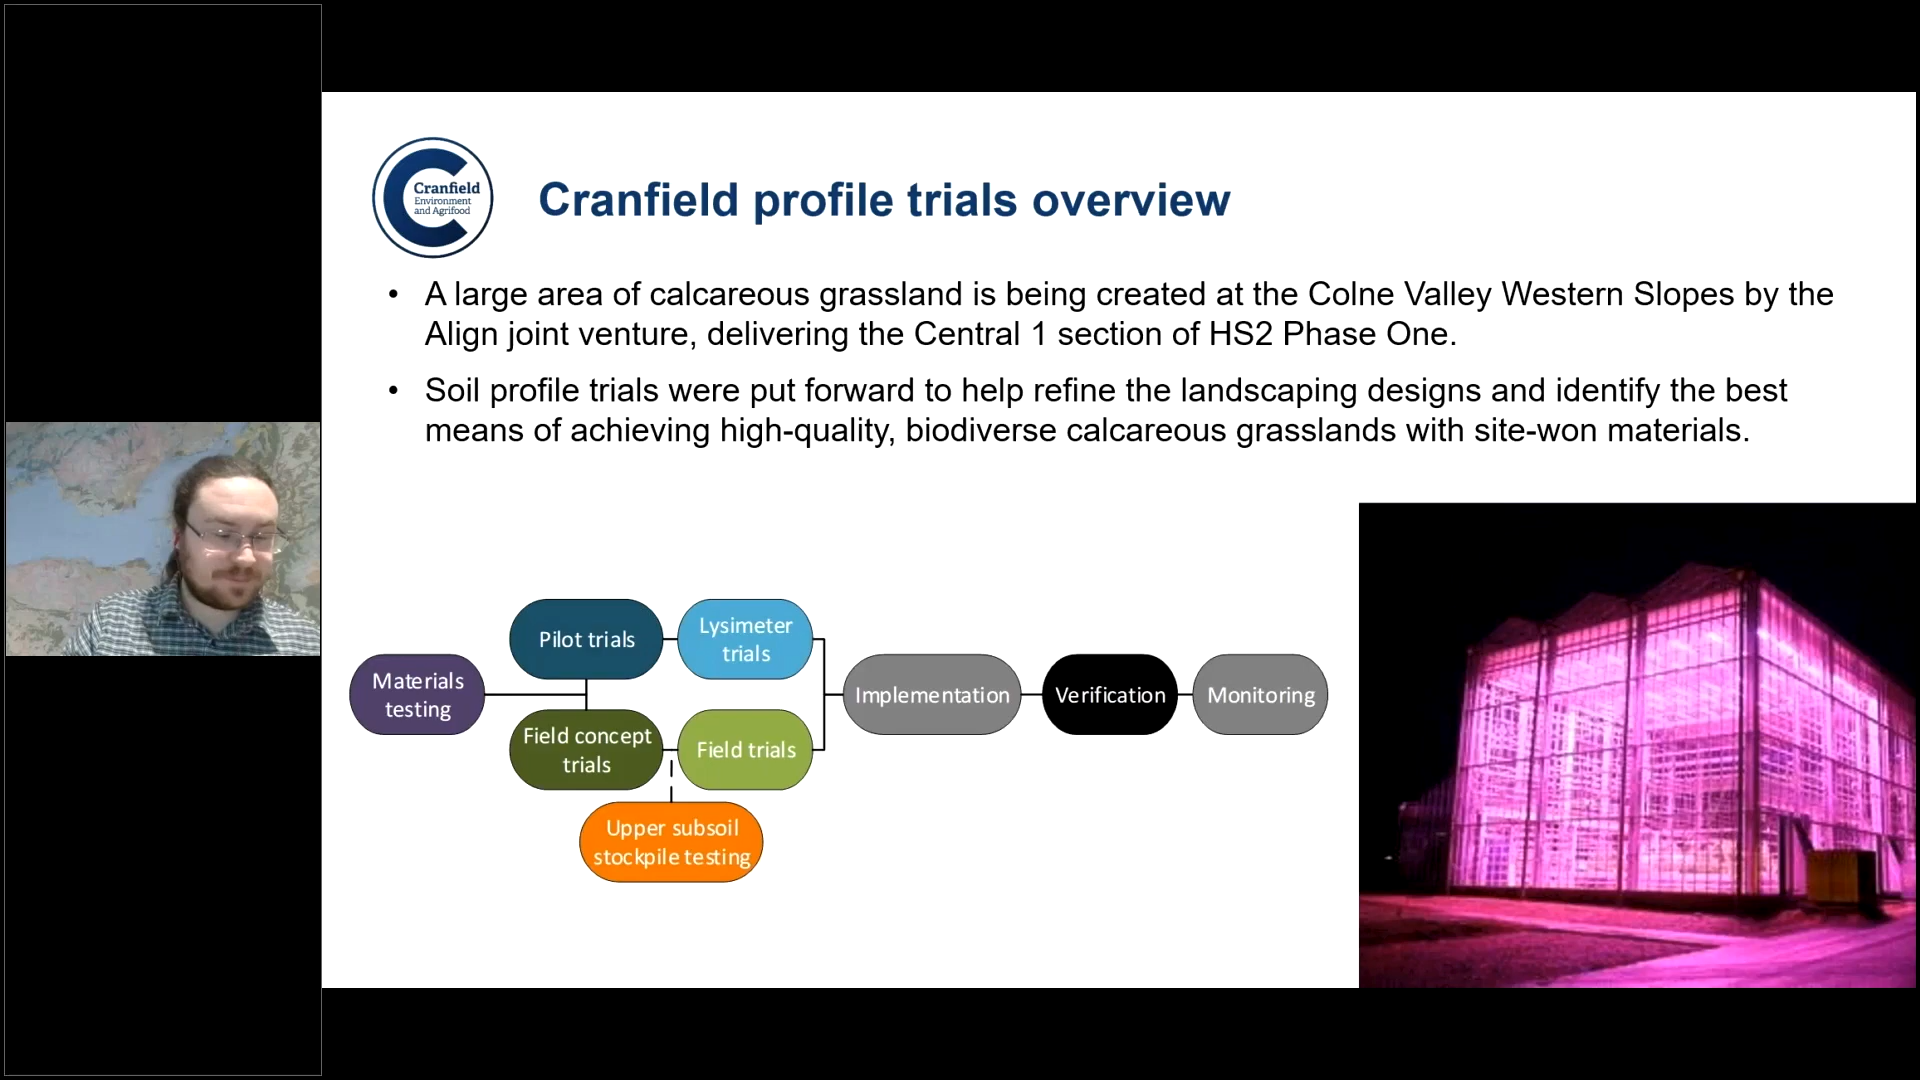 Cranfield
Environment
and Agrifood
Cranfield profile trials overview
• A large area of calcareous grassland is being created at the Colne Valley Western Slopes by the
Align joint venture, delivering the Central 1 section of HS2 Phase One.
• Soil profile trials were put forward to help refine the landscaping designs and identify the best
means of achieving high-quality, biodiverse calcareous grasslands with site-won materials.
Materials
testing
Pilot trials
Lysimeter
trials
Field concept
trials
Field trials
Upper subsoil
stockpile testing
Implementation
Verification
Monitoring